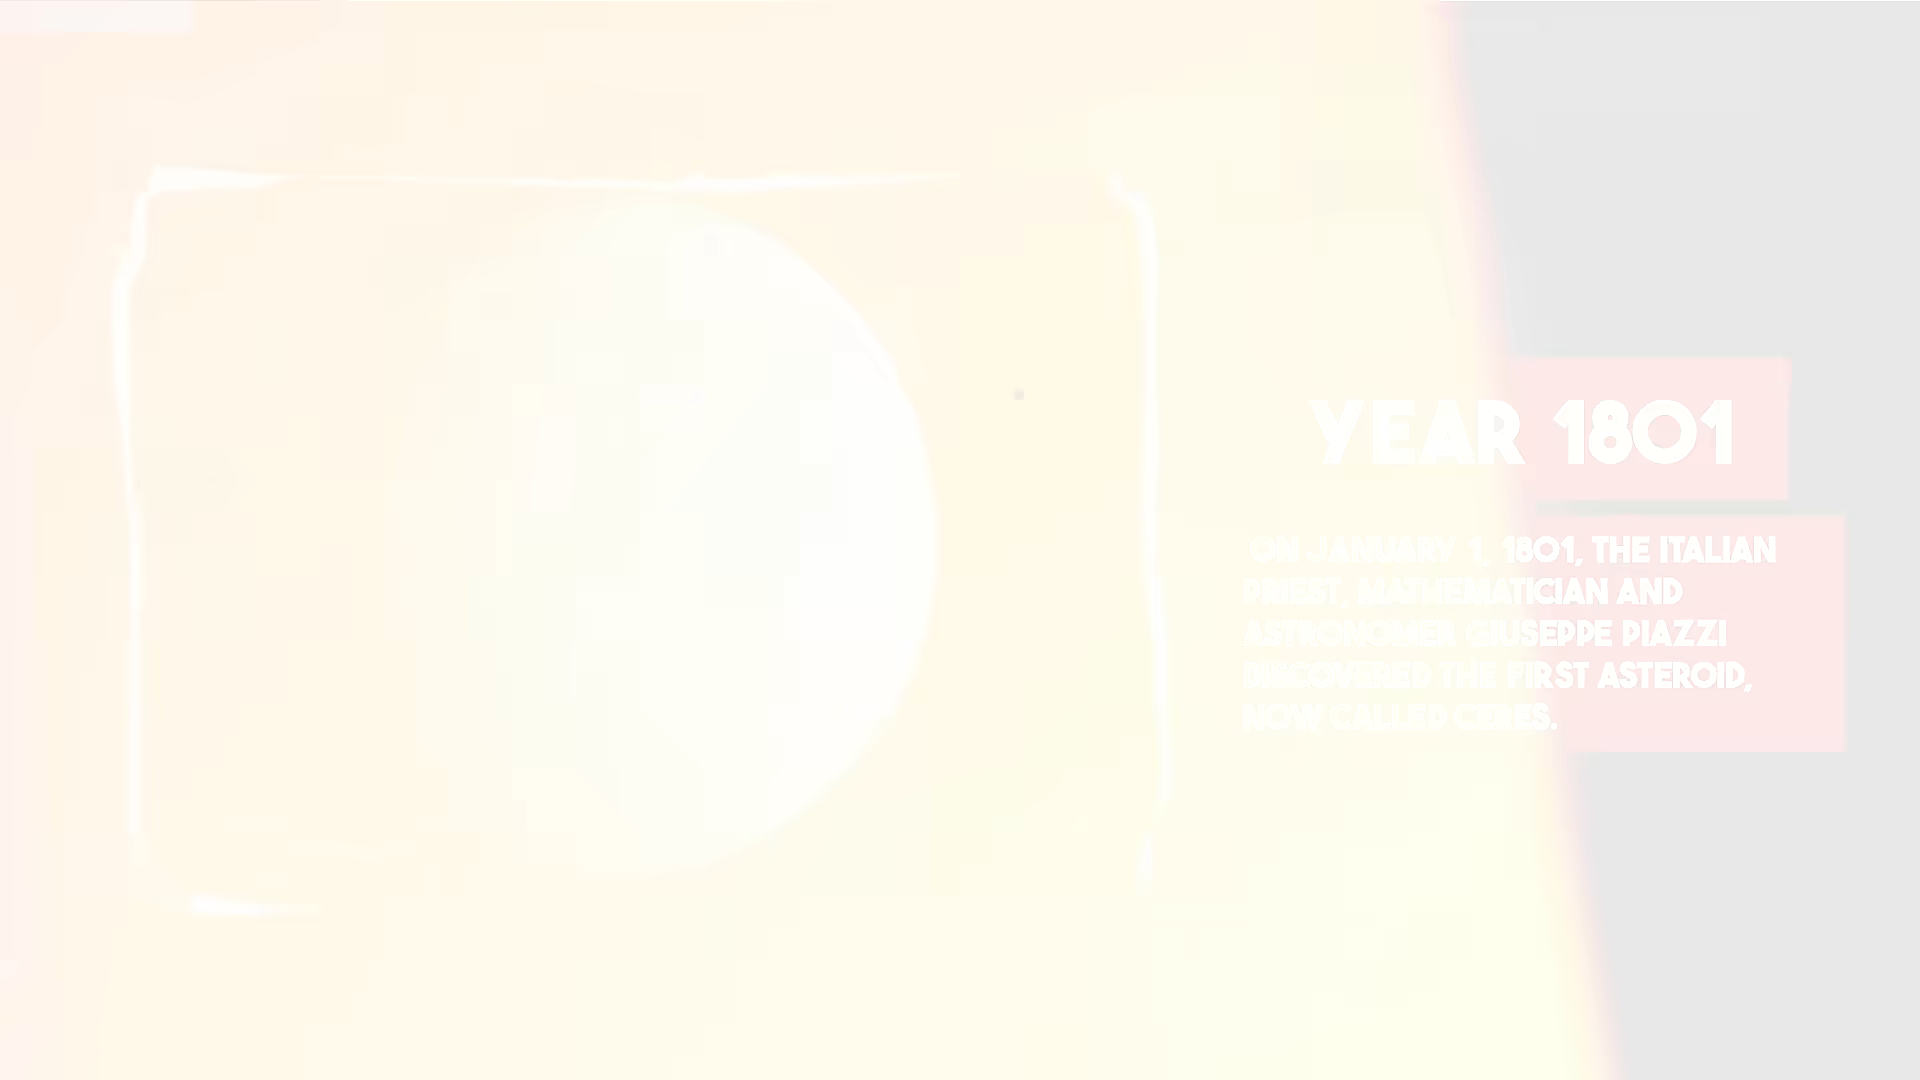 YEAR 1801
ON JANUARY 1, 1801, THE ITALIAN
PRIEST, MATHEMATICIAN AND
ASTRONOMER GIUSEPPE PIAZZI
DISCOVERED THE FIRST ASTEROID,
NOW CALLED CERES.